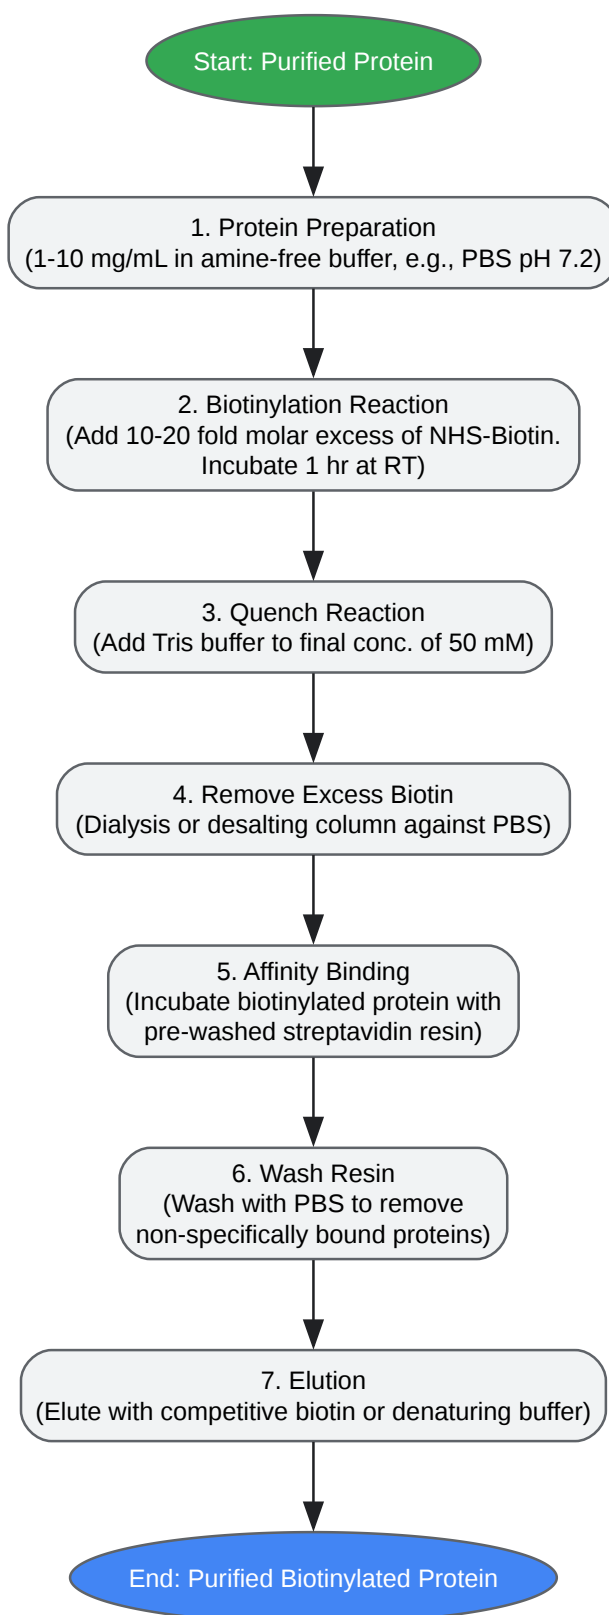 Start: Purified Protein
1. Protein Preparation
(1-10 mg/mL in amine-free buffer, e.g., PBS pH 7.2)
2. Biotinylation Reaction
(Add 10-20 fold molar excess of NHS-Biotin.
Incubate 1 hr at RT)
3. Quench Reaction
(Add Tris buffer to final conc. of 50 mM)
4. Remove Excess Biotin
(Dialysis or desalting column against PBS)
5. Affinity Binding
(Incubate biotinylated protein with
pre-washed streptavidin resin)
6. Wash Resin
(Wash with PBS to remove
non-specifically bound proteins)
7. Elution
(Elute with competitive biotin or denaturing buffer)
End: Purified Biotinylated Protein